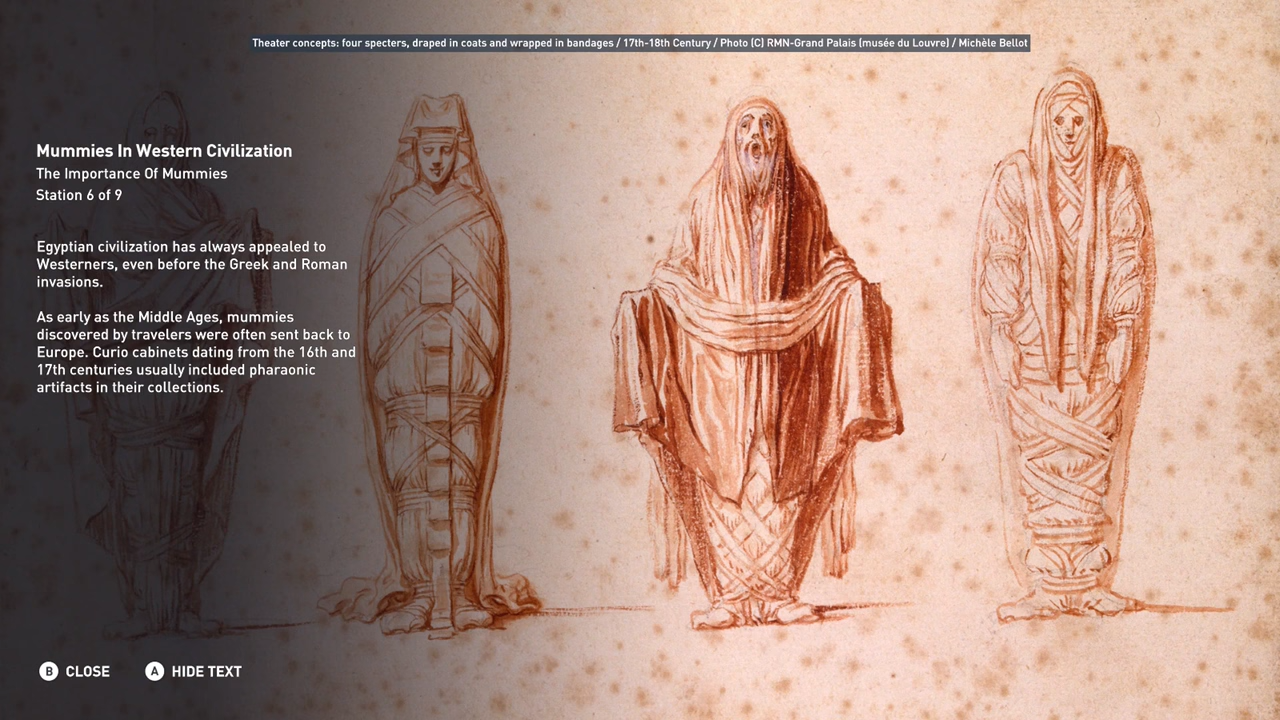 Theater concepts: four specters, draped in coats and wrapped in bandages / 17th-18th Century / Photo (C) RMN-Grand Palais (musée du Louvre) / Michèle Bellot
Mummies In Western Civilization
The Importance Of Mummies
Station 6 of 9
Egyptian civilization has always appealed to
Westerners, even before the Greek and Roman
invasions.
As early as the Middle Ages, mummies
discovered by travelers were often sent back to
Europe. Curio cabinets dating from the 16th and
17th centuries usually included pharaonic
artifacts in their collections.
B CLOSE A HIDE TEXT